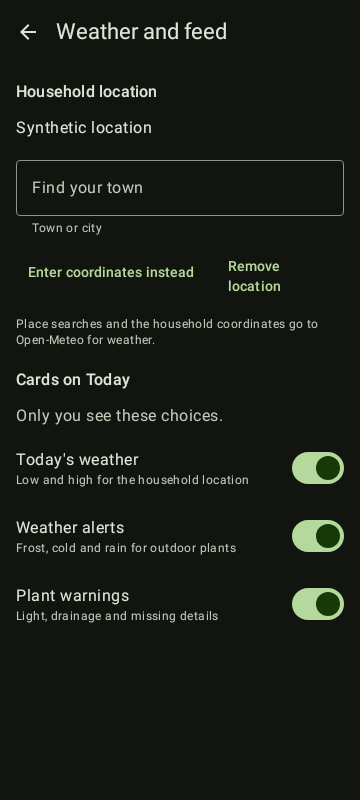 Weather and feed
Household location
Synthetic location
Find your town
Town or city
Enter coordinates instead
Remove
location
Place searches and the household coordinates go to
Open-Meteo for weather.
Cards on Today
Only you see these choices.
Today's weather
Low and high for the household location
Weather alerts
Frost, cold and rain for outdoor plants
Plant warnings
Light, drainage and missing details